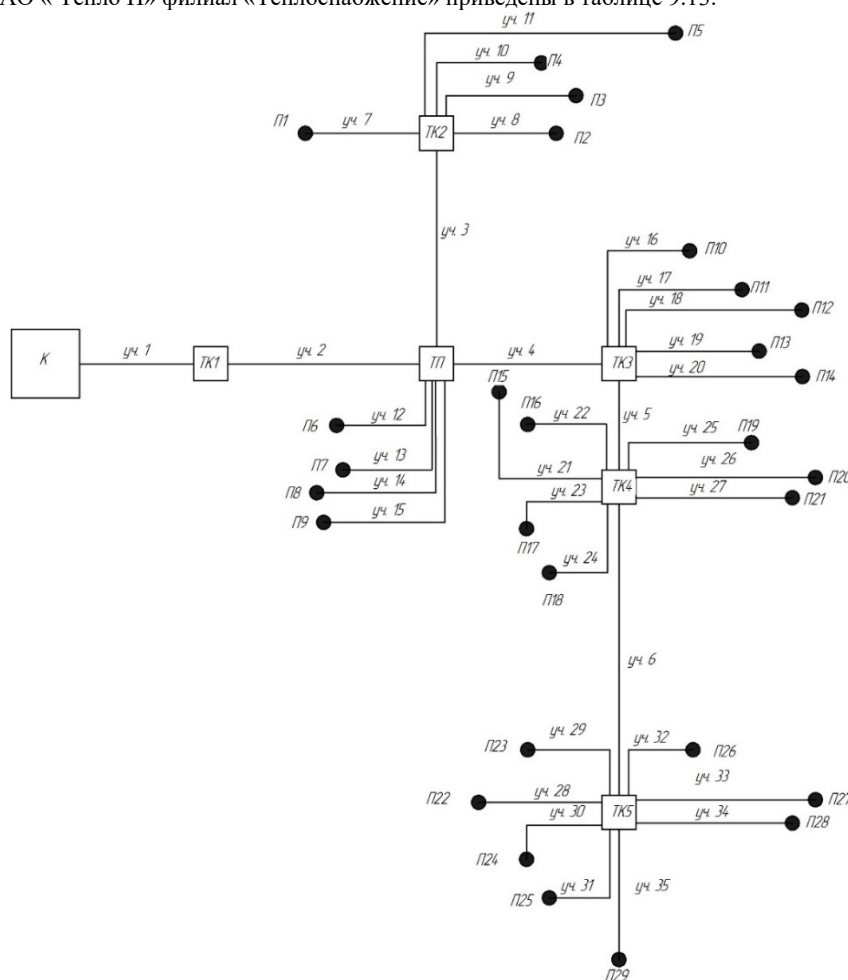 АО «Тепло Н» филиал «Теплоснабжение» приведены в таблице 9.13.
уч. 11
П5
уч. 10
П4
уч. 9
П3
П1
уч. 7
ТК2
уч. 8
П2
уч. 3
уч. 16
П10
уч. 17
П11
уч. 18
П12
К
уч. 1
ТК1
уч. 2
ТП
уч. 4
ТК3
уч. 19
П13
уч. 20
П14
П15
П6
уч. 12
П16
уч. 22
уч. 5
П19
уч. 25
П7
уч. 13
уч. 26
уч. 21
П20
П8
уч. 14
уч. 23
ТК4
уч. 27
П21
П9
уч. 15
П17
уч. 24
П18
уч. 6
П23
уч. 29
уч. 32
П26
уч. 33
П22
уч. 28
П27
уч. 30
ТК5
уч. 34
П28
П24
П25
уч. 31
уч. 35
П29